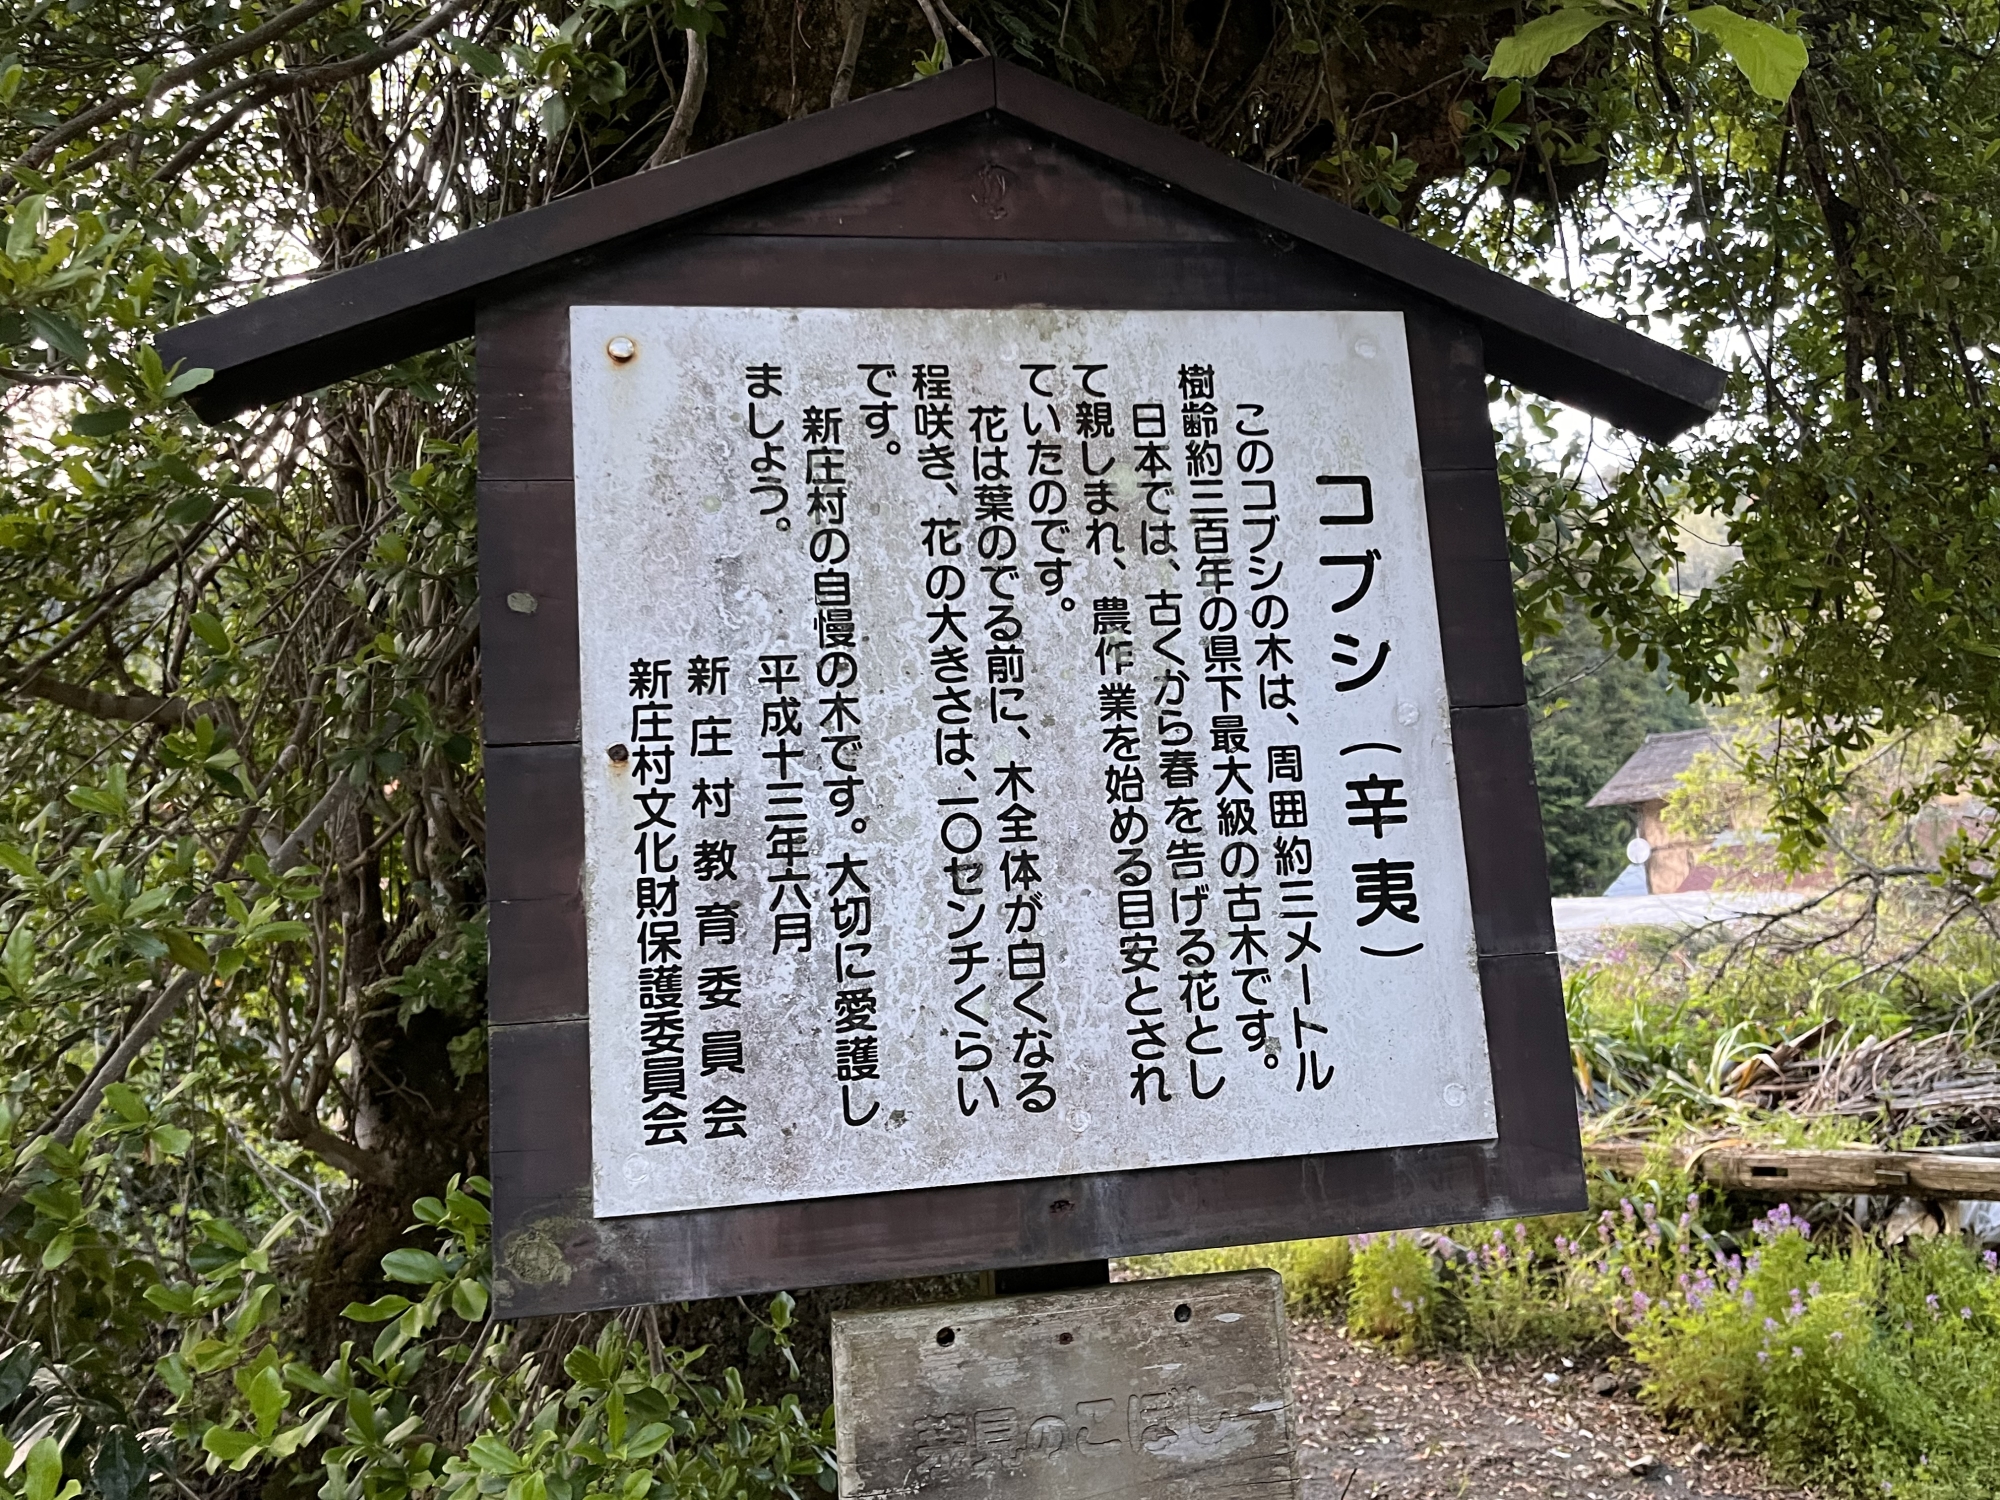 コブシ（辛夷）
このコブシの木は、周囲約三メートル
樹齢約三百年の県下最大級の古木です。
日本では、古くから春を告げる花とし
て親しまれ、農作業を始める目安とされ
ていたのです。
花は葉のでる前に、木全体が白くなる
程咲き、花の大きさは、一〇センチくらい
です。
新庄村の自慢の木です。大切に愛護し
ましょう。
平成十三年六月
新庄村教育委員会
新庄村文化財保護委員会
見のこぼし